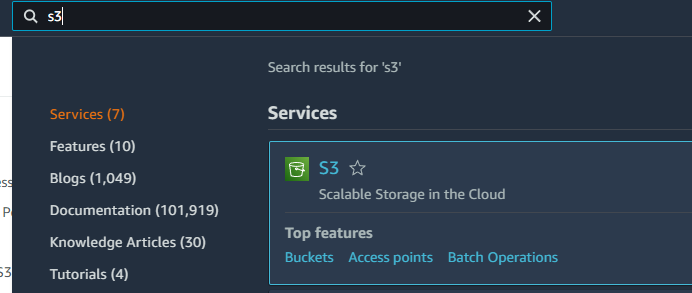 s3
Search results for 's3'
Services (7)
Services
Features (10)
S3
Blogs (1,049)
Scalable Storage in the Cloud
Documentation (101,919)
Top features
Knowledge Articles (30)
Buckets Access points Batch Operations
Tutorials (4)